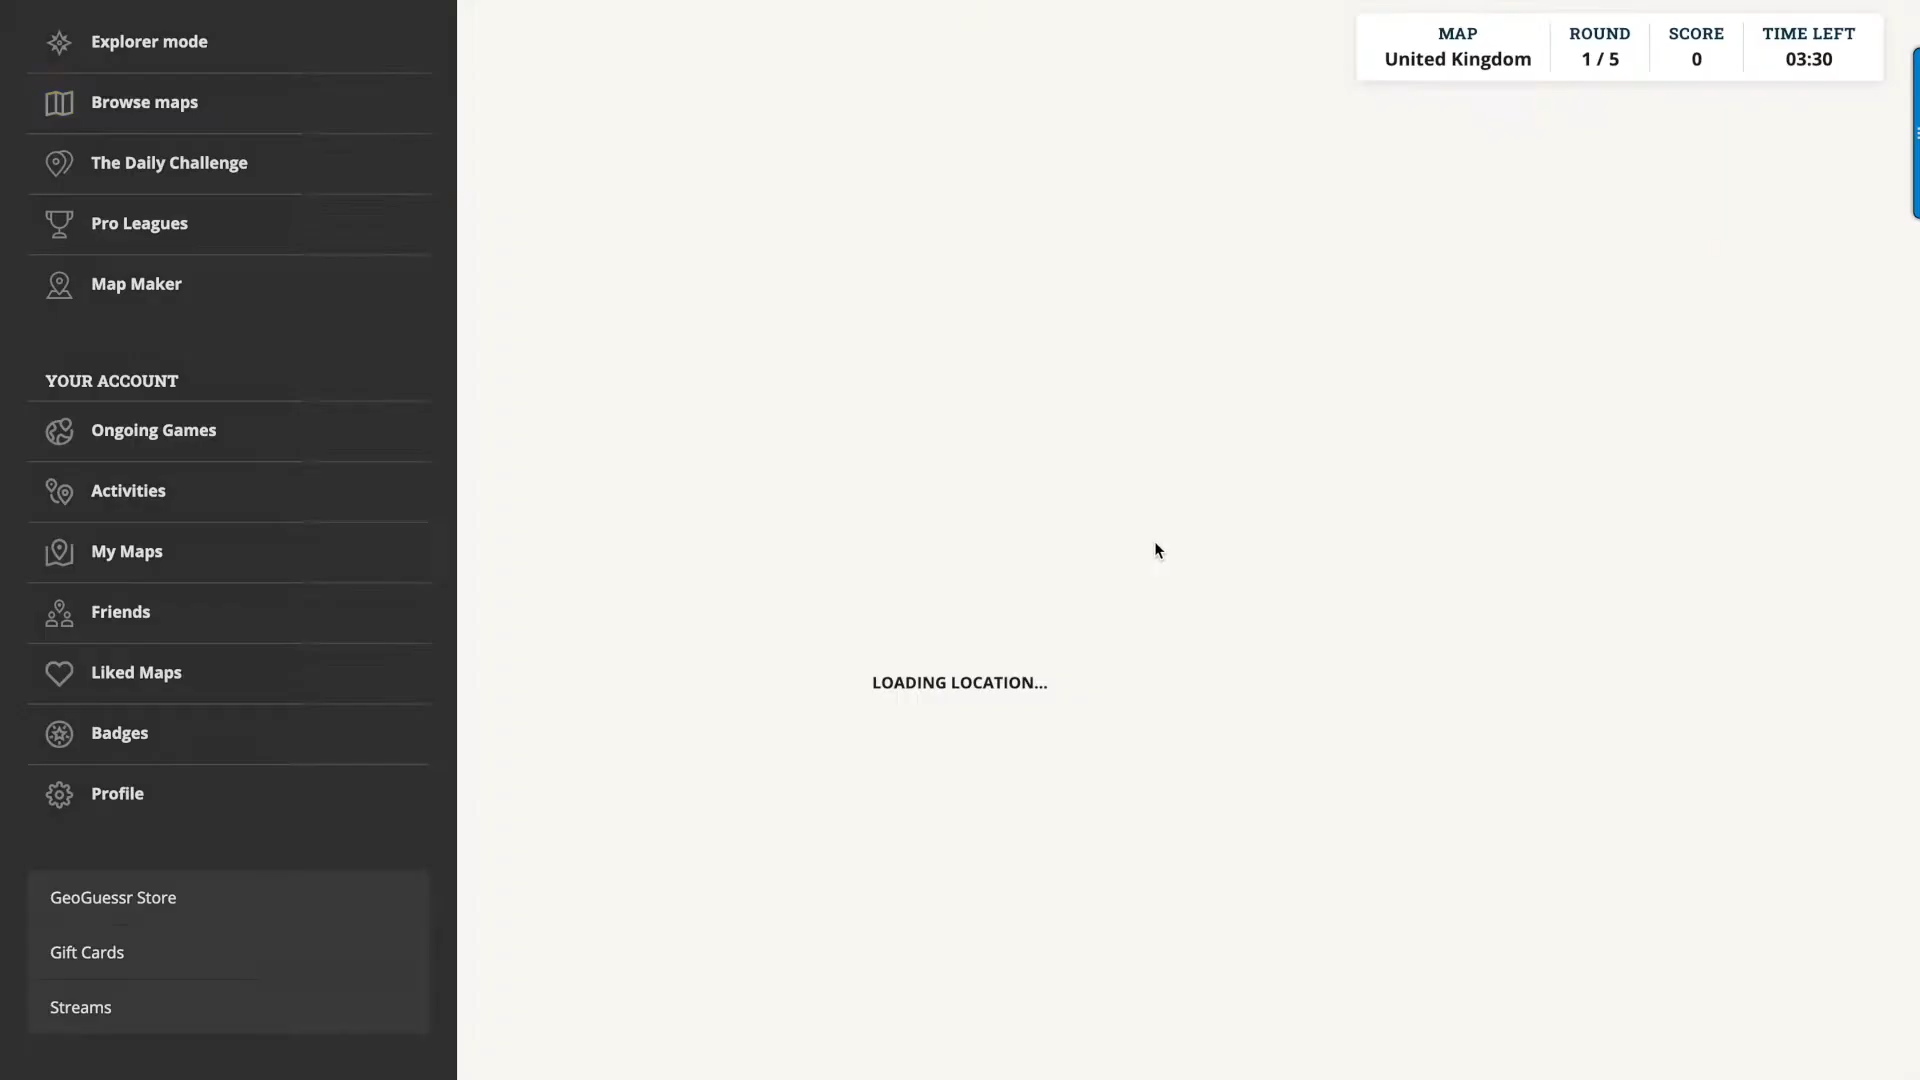 Explorer mode
Browse maps
The Daily Challenge
Pro Leagues
Map Maker
YOUR ACCOUNT
Ongoing Games
Activities
My Maps
Friends
Liked Maps
Badges
Profile
GeoGuessr Store
Gift Cards
Streams
MAP ROUND SCORE TIME LEFT
United Kingdom 1 / 5 0 03:30
LOADING LOCATION...